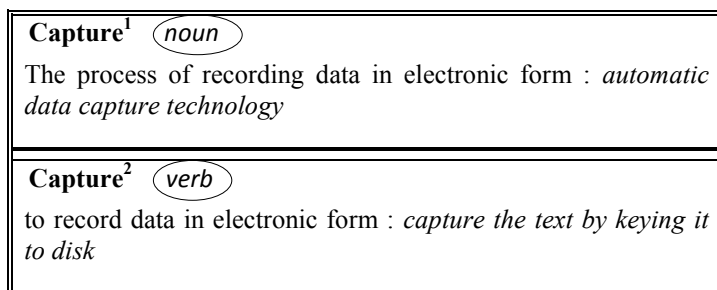 Capture¹ noun
The process of recording data in electronic form : automatic
data capture technology
Capture² verb
to record data in electronic form : capture the text by keying it
to disk